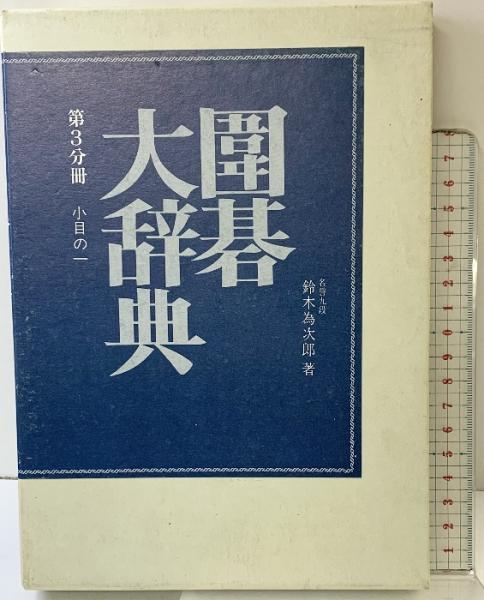 圍碁
大辞典
第3分冊 小目の一
名誉九段
鈴木為次郎 著